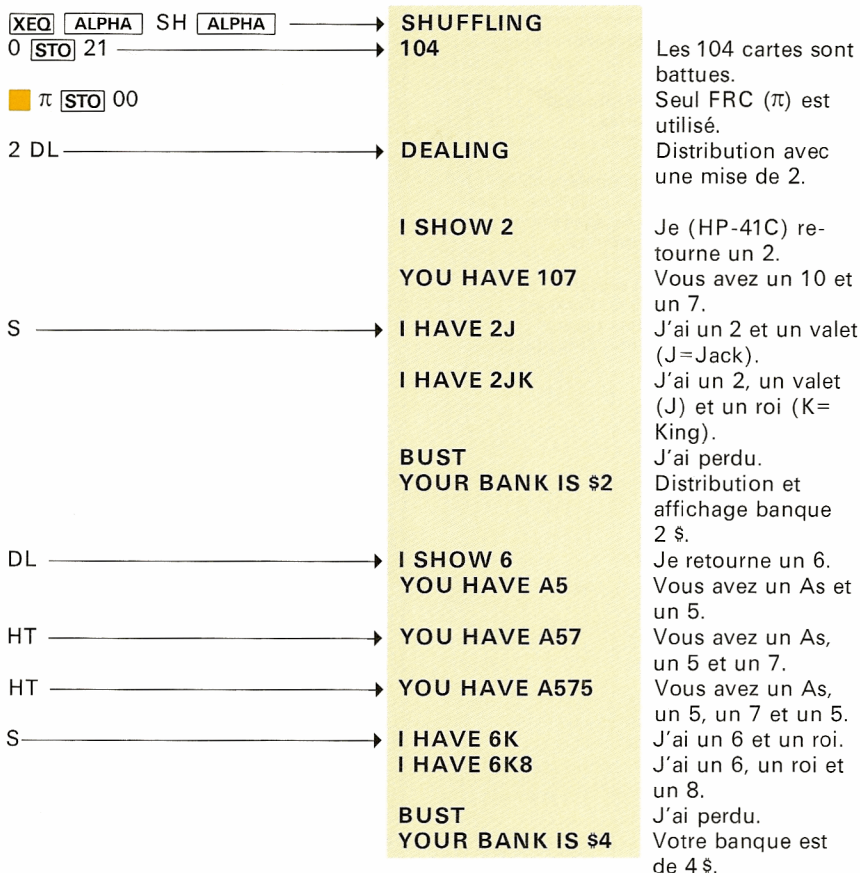 XEQ ALPHA SH ALPHA SHUFFLING
0 STO 21 104 Les 104 cartes sont
battues.
π STO 00 Seul FRC (π) est
utilisé.
2 DL DEALING Distribution avec
une mise de 2.
I SHOW 2 Je (HP-41C) re-
tourne un 2.
YOU HAVE 107 Vous avez un 10 et
un 7.
S I HAVE 2J J'ai un 2 et un valet
(J=Jack).
I HAVE 2JK J'ai un 2, un valet
(J) et un roi (K=
King).
BUST J'ai perdu.
YOUR BANK IS $2 Distribution et
affichage banque
2 $.
DL I SHOW 6 Je retourne un 6.
YOU HAVE A5 Vous avez un As et
un 5.
HT YOU HAVE A57 Vous avez un As,
un 5 et un 7.
HT YOU HAVE A575 Vous avez un As,
un 5, un 7 et un 5.
S I HAVE 6K J'ai un 6 et un roi.
I HAVE 6K8 J'ai un 6, un roi et
un 8.
BUST J'ai perdu.
YOUR BANK IS $4 Votre banque est
de 4 $.